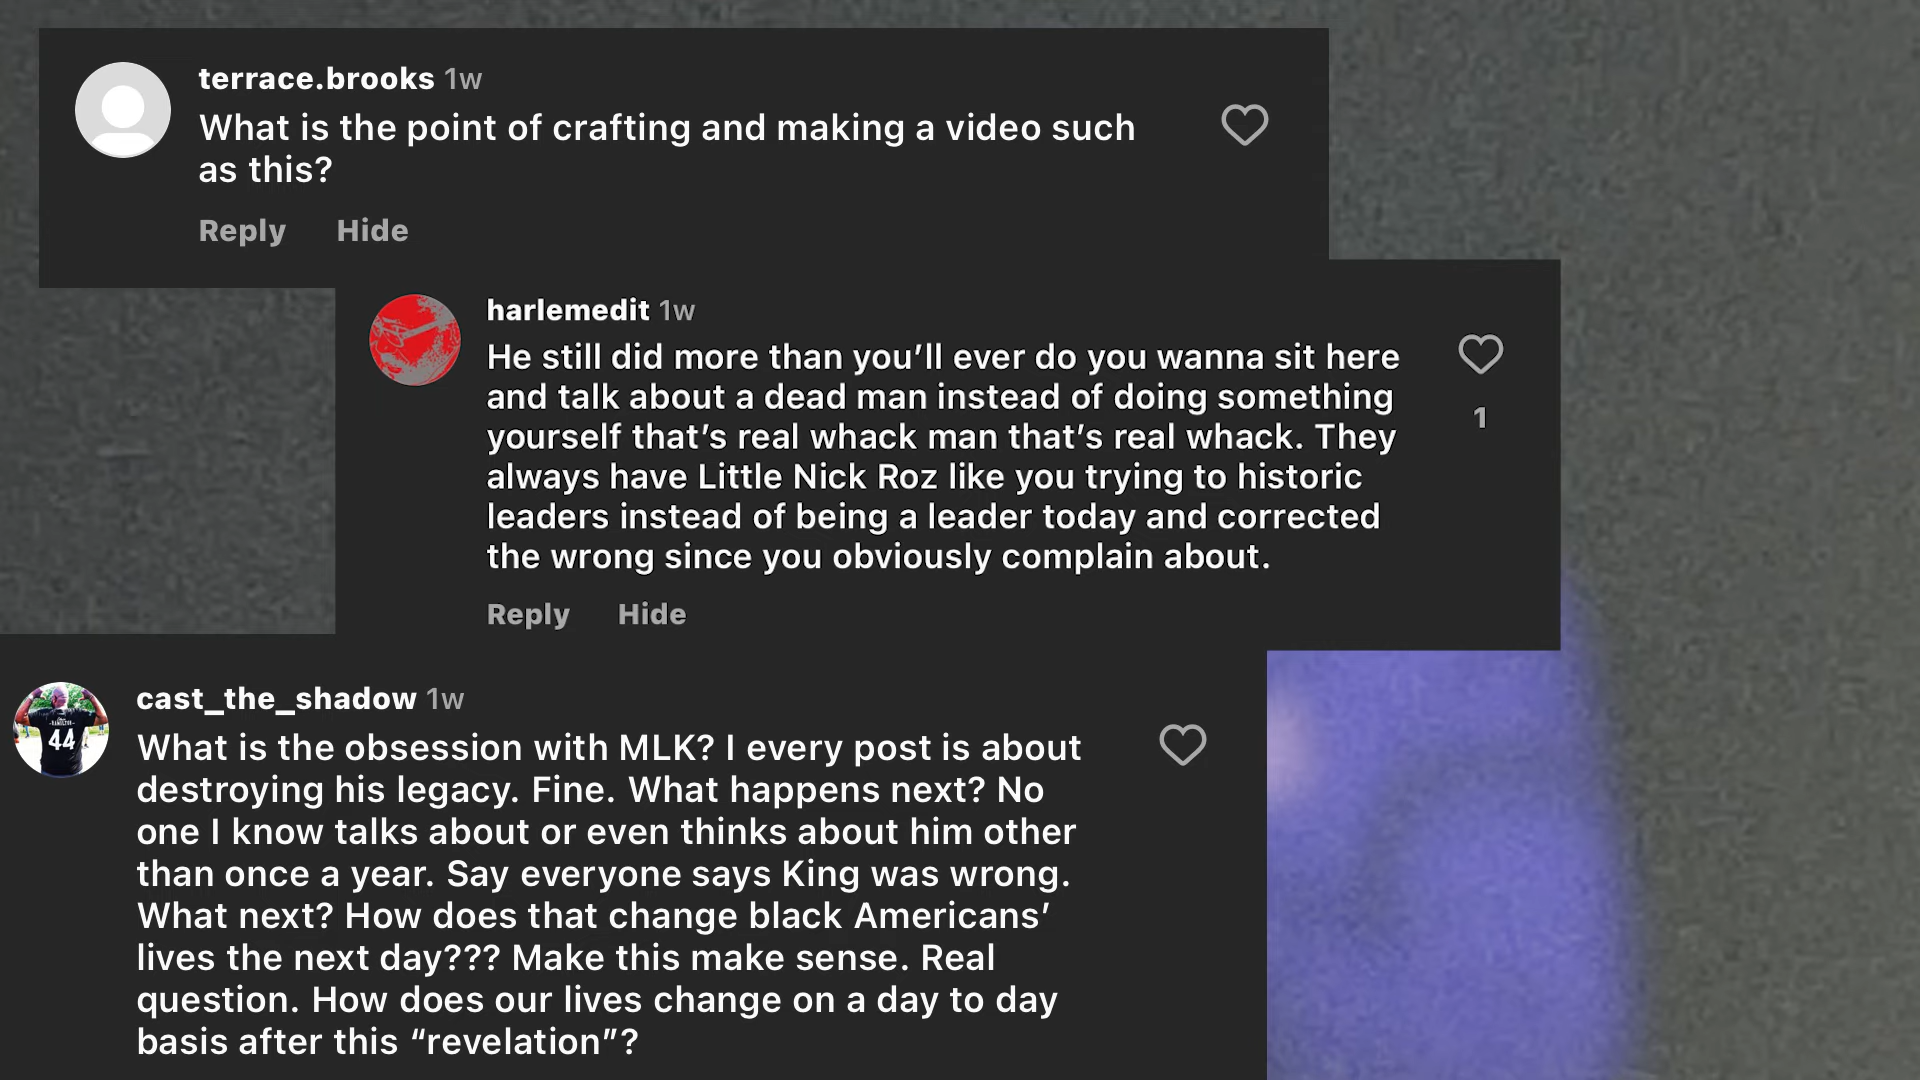 terrace.brooks 1w
What is the point of crafting and making a video such
as this?
Reply Hide
harlemedit 1w
He still did more than you’ll ever do you wanna sit here
and talk about a dead man instead of doing something
yourself that’s real whack man that’s real whack. They
always have Little Nick Roz like you trying to historic
leaders instead of being a leader today and corrected
the wrong since you obviously complain about.
1
Reply Hide
cast_the_shadow 1w
What is the obsession with MLK? I every post is about
destroying his legacy. Fine. What happens next? No
one I know talks about or even thinks about him other
than once a year. Say everyone says King was wrong.
What next? How does that change black Americans’
lives the next day??? Make this make sense. Real
question. How does our lives change on a day to day
basis after this “revelation”?
HAMILTON
44